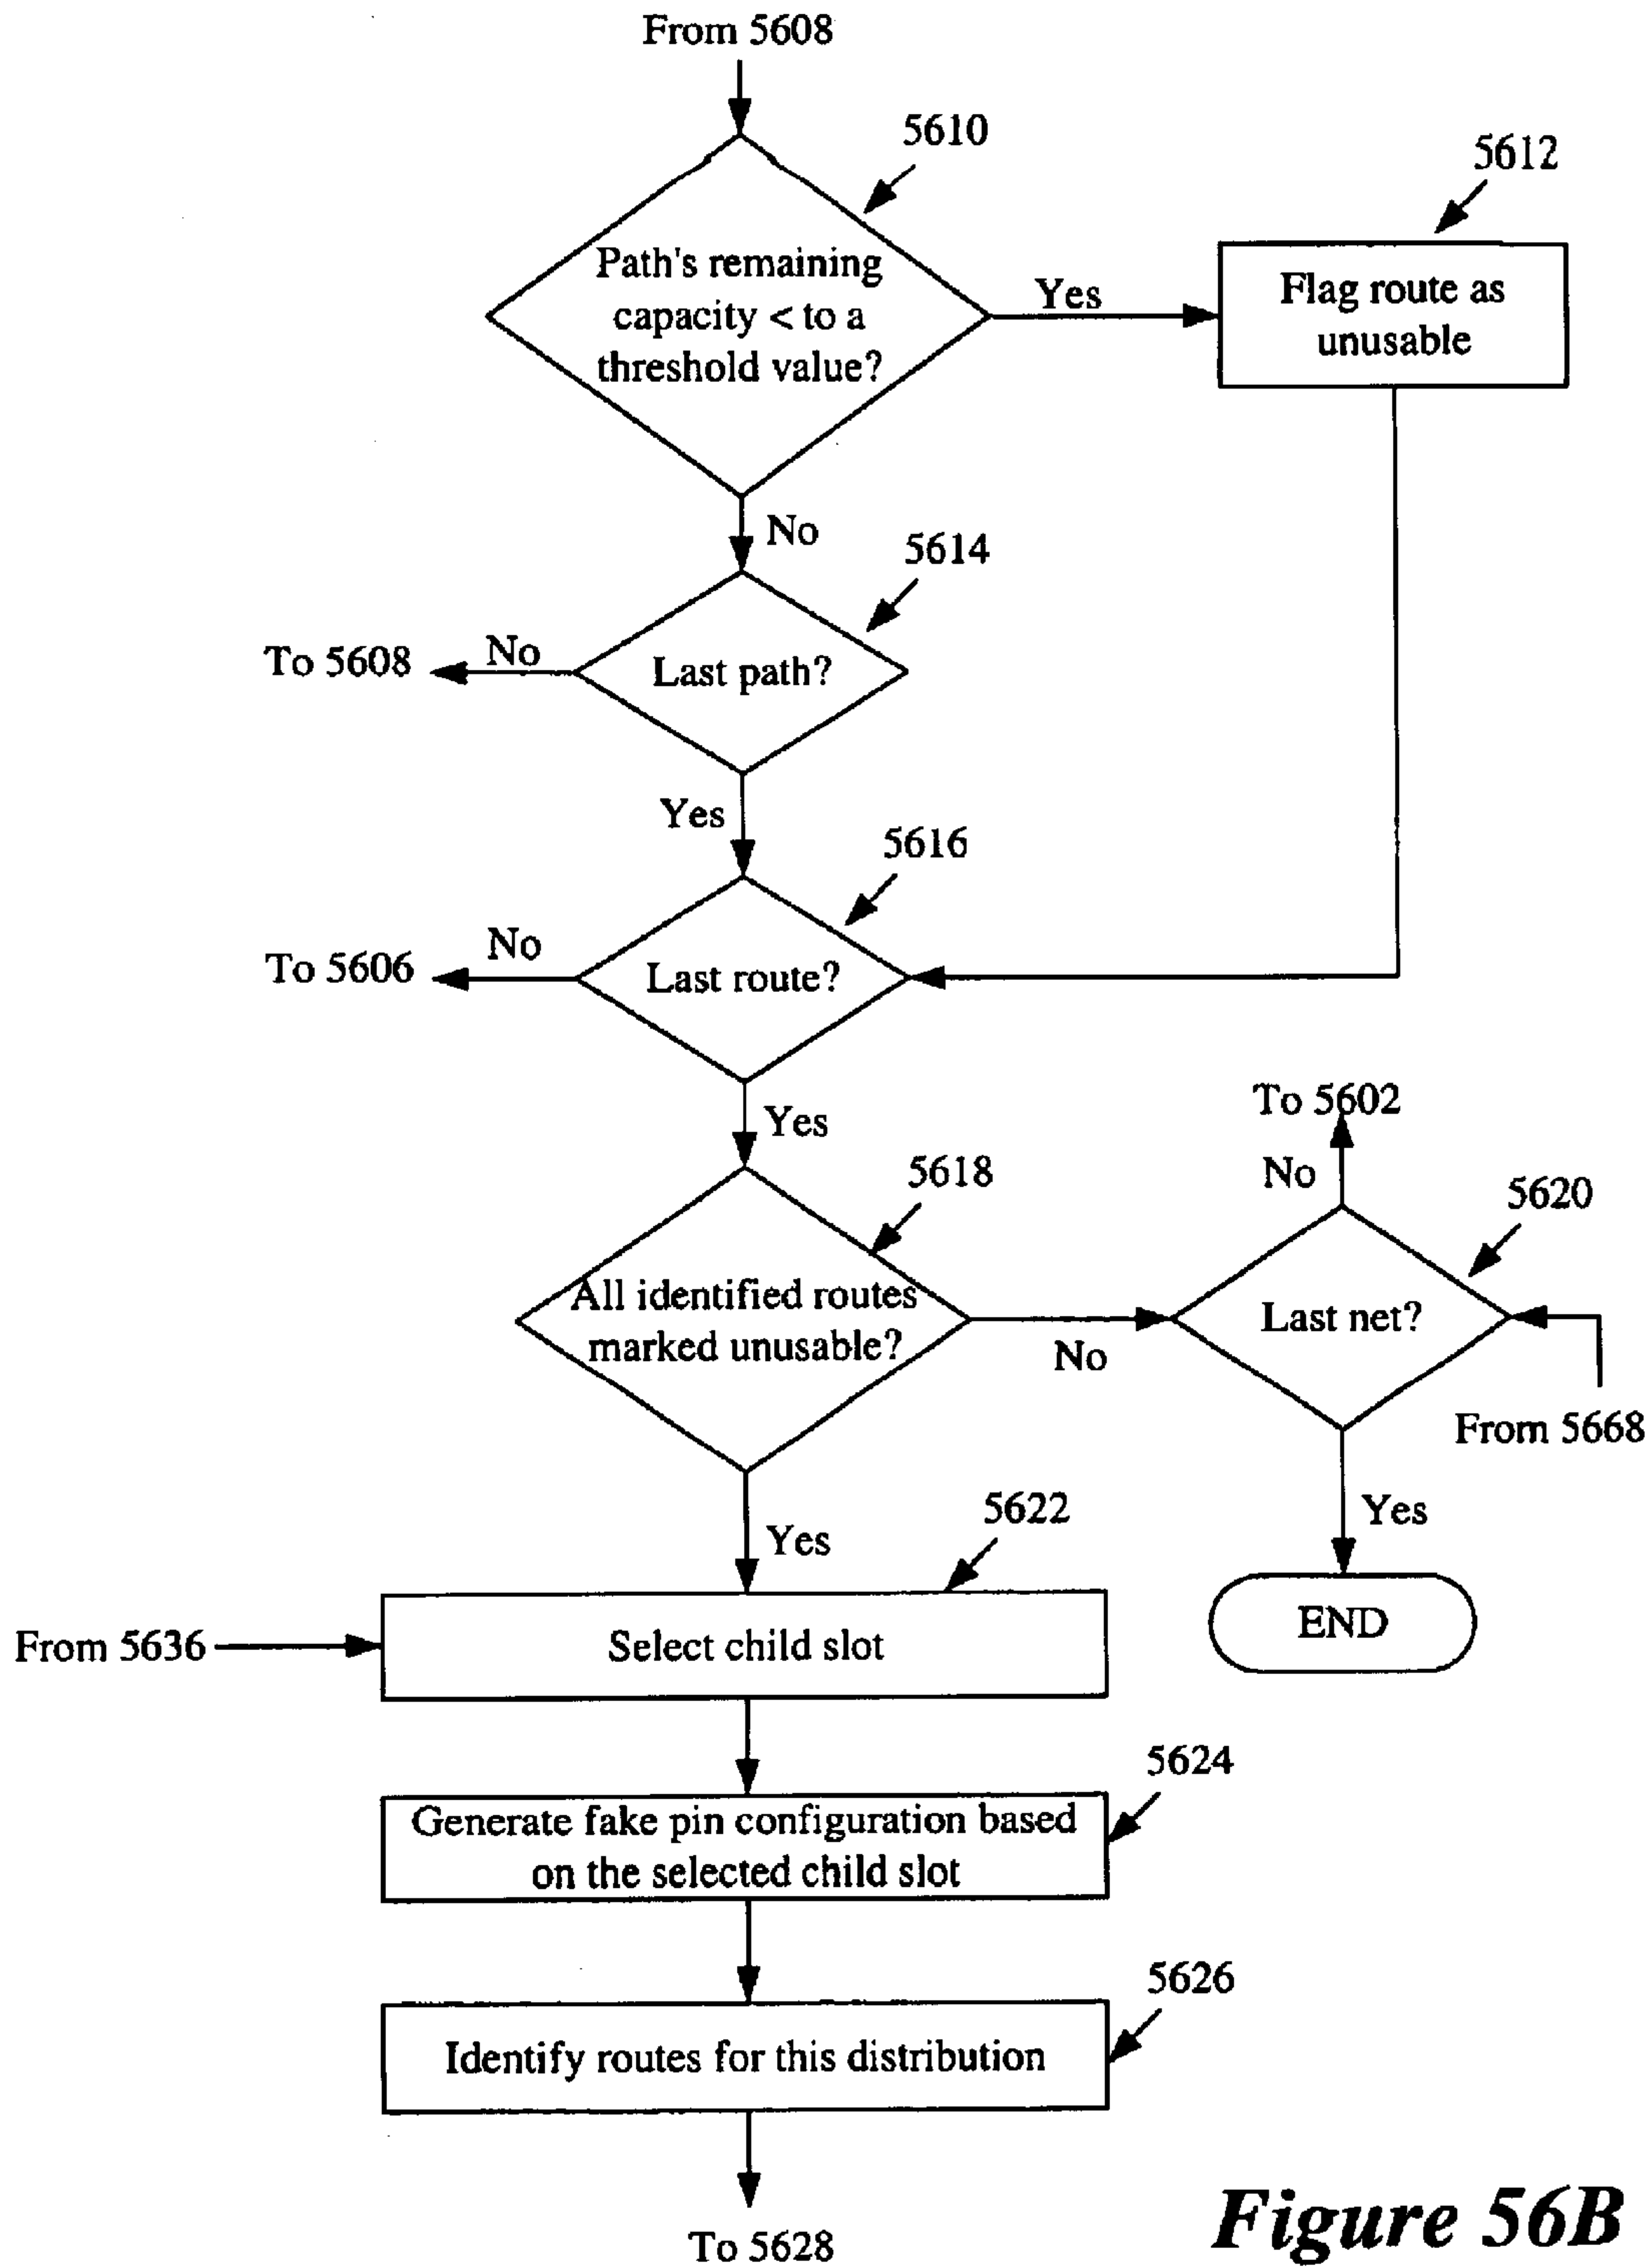 From 5608
5610
5612
Path's remaining
capacity < to a
threshold value?
Yes
Flag route as
unusable
No
5614
To 5608
No
Last path?
Yes
5616
To 5606
No
Last route?
Yes
To 5602
No
5618
5620
All identified routes
marked unusable?
No
Last net?
From 5668
Yes
5622
Yes
From 5636
Select child slot
END
5624
Generate fake pin configuration based
on the selected child slot
5626
Identify routes for this distribution
To 5628
Figure 56B